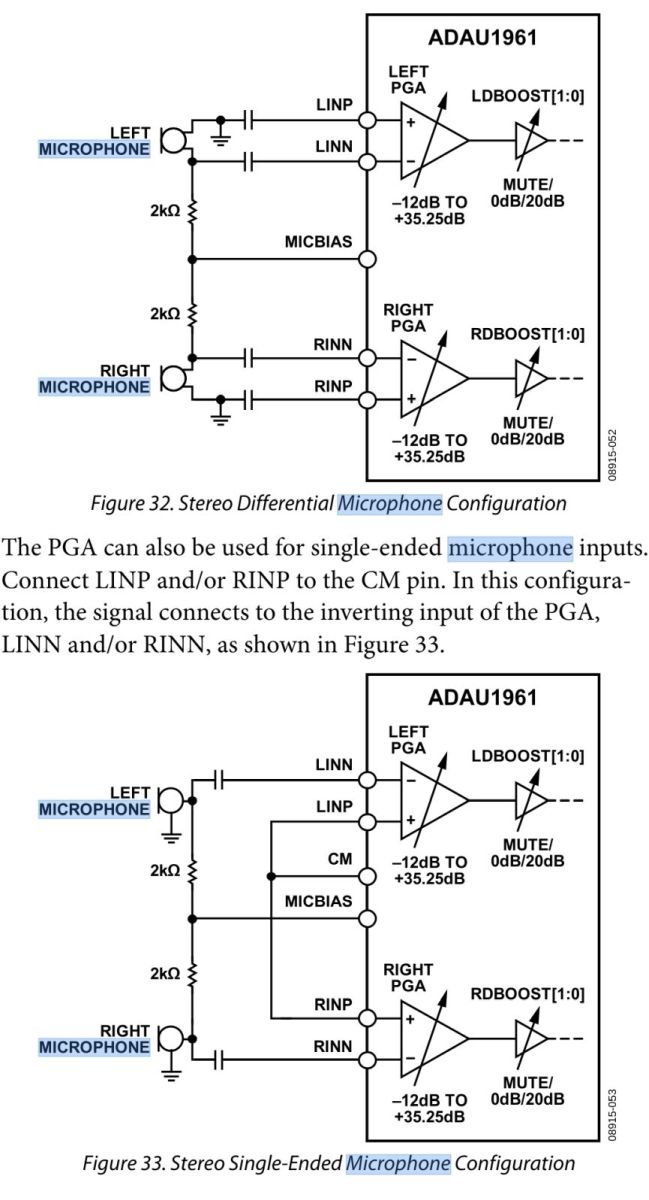 ADAU1961
LEFT
PGA
LDBOOST[1:0]
LINP
LEFT
MICROPHONE
LINN
MUTE/
0dB/20dB
–12dB TO
+35.25dB
2kΩ
MICBIAS
2kΩ
RIGHT
PGA
RDBOOST[1:0]
RINN
RIGHT
MICROPHONE
RINP
MUTE/
0dB/20dB
–12dB TO
+35.25dB
08915-052
Figure 32. Stereo Differential Microphone Configuration
The PGA can also be used for single-ended microphone inputs.
Connect LINP and/or RINP to the CM pin. In this configura-
tion, the signal connects to the inverting input of the PGA,
LINN and/or RINN, as shown in Figure 33.
ADAU1961
LEFT
PGA
LDBOOST[1:0]
LINN
LEFT
MICROPHONE
LINP
MUTE/
0dB/20dB
CM
–12dB TO
+35.25dB
2kΩ
MICBIAS
2kΩ
RIGHT
PGA
RDBOOST[1:0]
RINP
RIGHT
MICROPHONE
RINN
MUTE/
0dB/20dB
–12dB TO
+35.25dB
08915-053
Figure 33. Stereo Single-Ended Microphone Configuration